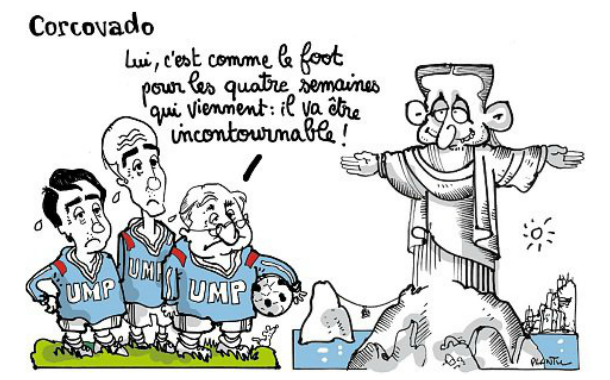 Corcovado
Lui, c'est comme le foot
pour les quatre semaines
qui viennent : il va être
incontournable !
UMP
UMP
UMP
PLANTU